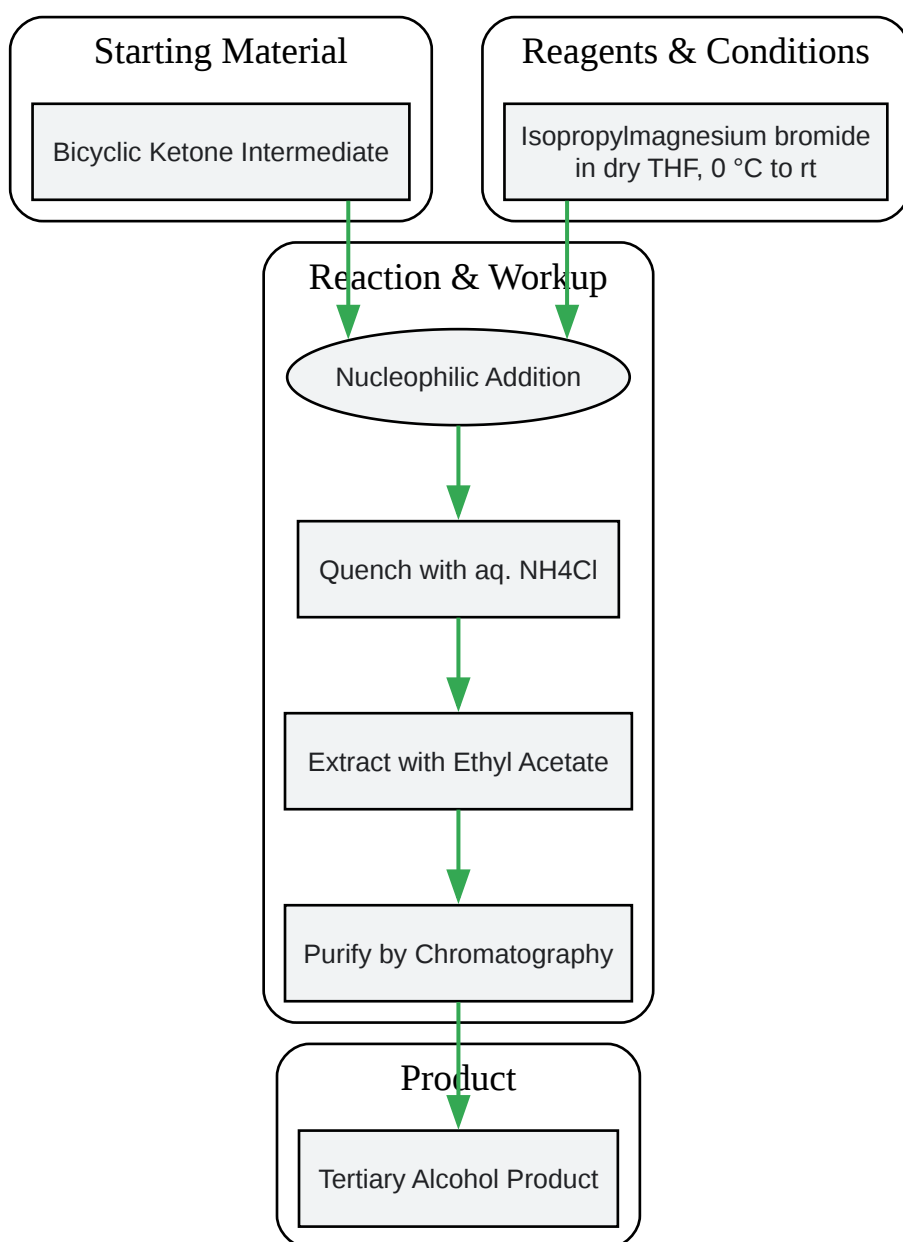 Starting Material
Bicyclic Ketone Intermediate
Reagents & Conditions
Isopropylmagnesium bromide
in dry THF, 0 °C to rt
Reaction & Workup
Nucleophilic Addition
Quench with aq. NH4Cl
Extract with Ethyl Acetate
Purify by Chromatography
Product
Tertiary Alcohol Product